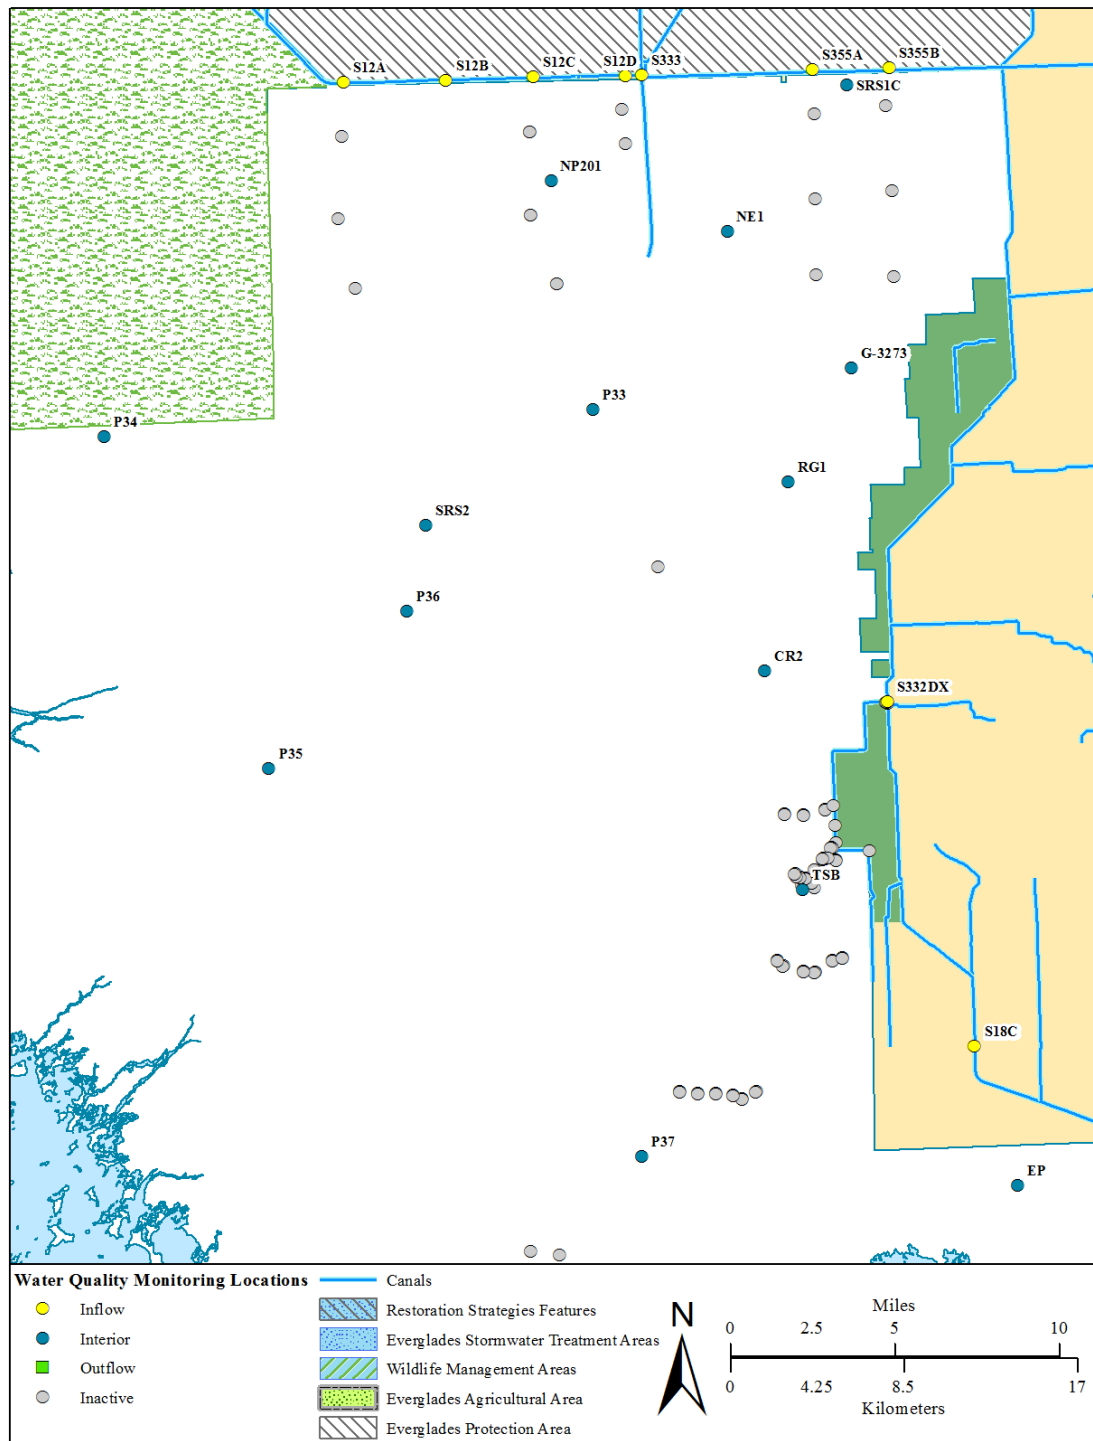 S12A
S12B
S12C
S12D
S333
S355A
S355B
SRS1C
NP201
NE1
G-3273
P33
P34
RG1
SRS2
P36
CR2
S332DX
P35
TSB
S18C
P37
EP
Water Quality Monitoring Locations
Inflow
Interior
Outflow
Inactive
Canals
Restoration Strategies Features
Everglades Stormwater Treatment Areas
Wildlife Management Areas
Everglades Agricultural Area
Everglades Protection Area
N
Miles
0 2.5 5 10
0 4.25 8.5 17
Kilometers